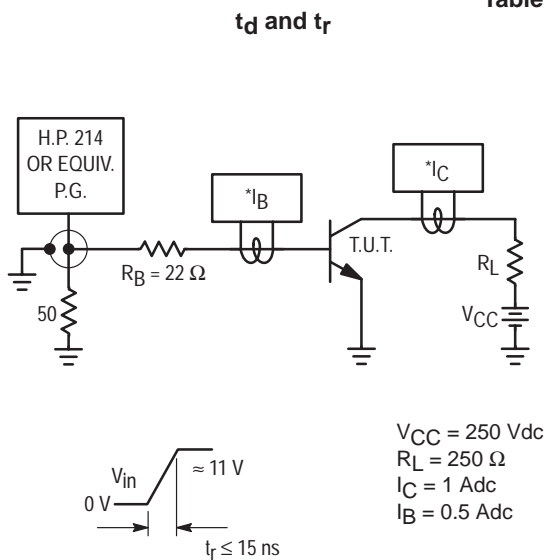 Table
td and tr
H.P. 214
OR EQUIV.
P.G.
*IB
*IC
RB = 22 Ω
T.U.T.
50
RL
VCC
Vin
≈ 11 V
0 V
tr ≤ 15 ns
VCC = 250 Vdc
RL = 250 Ω
IC = 1 Adc
IB = 0.5 Adc